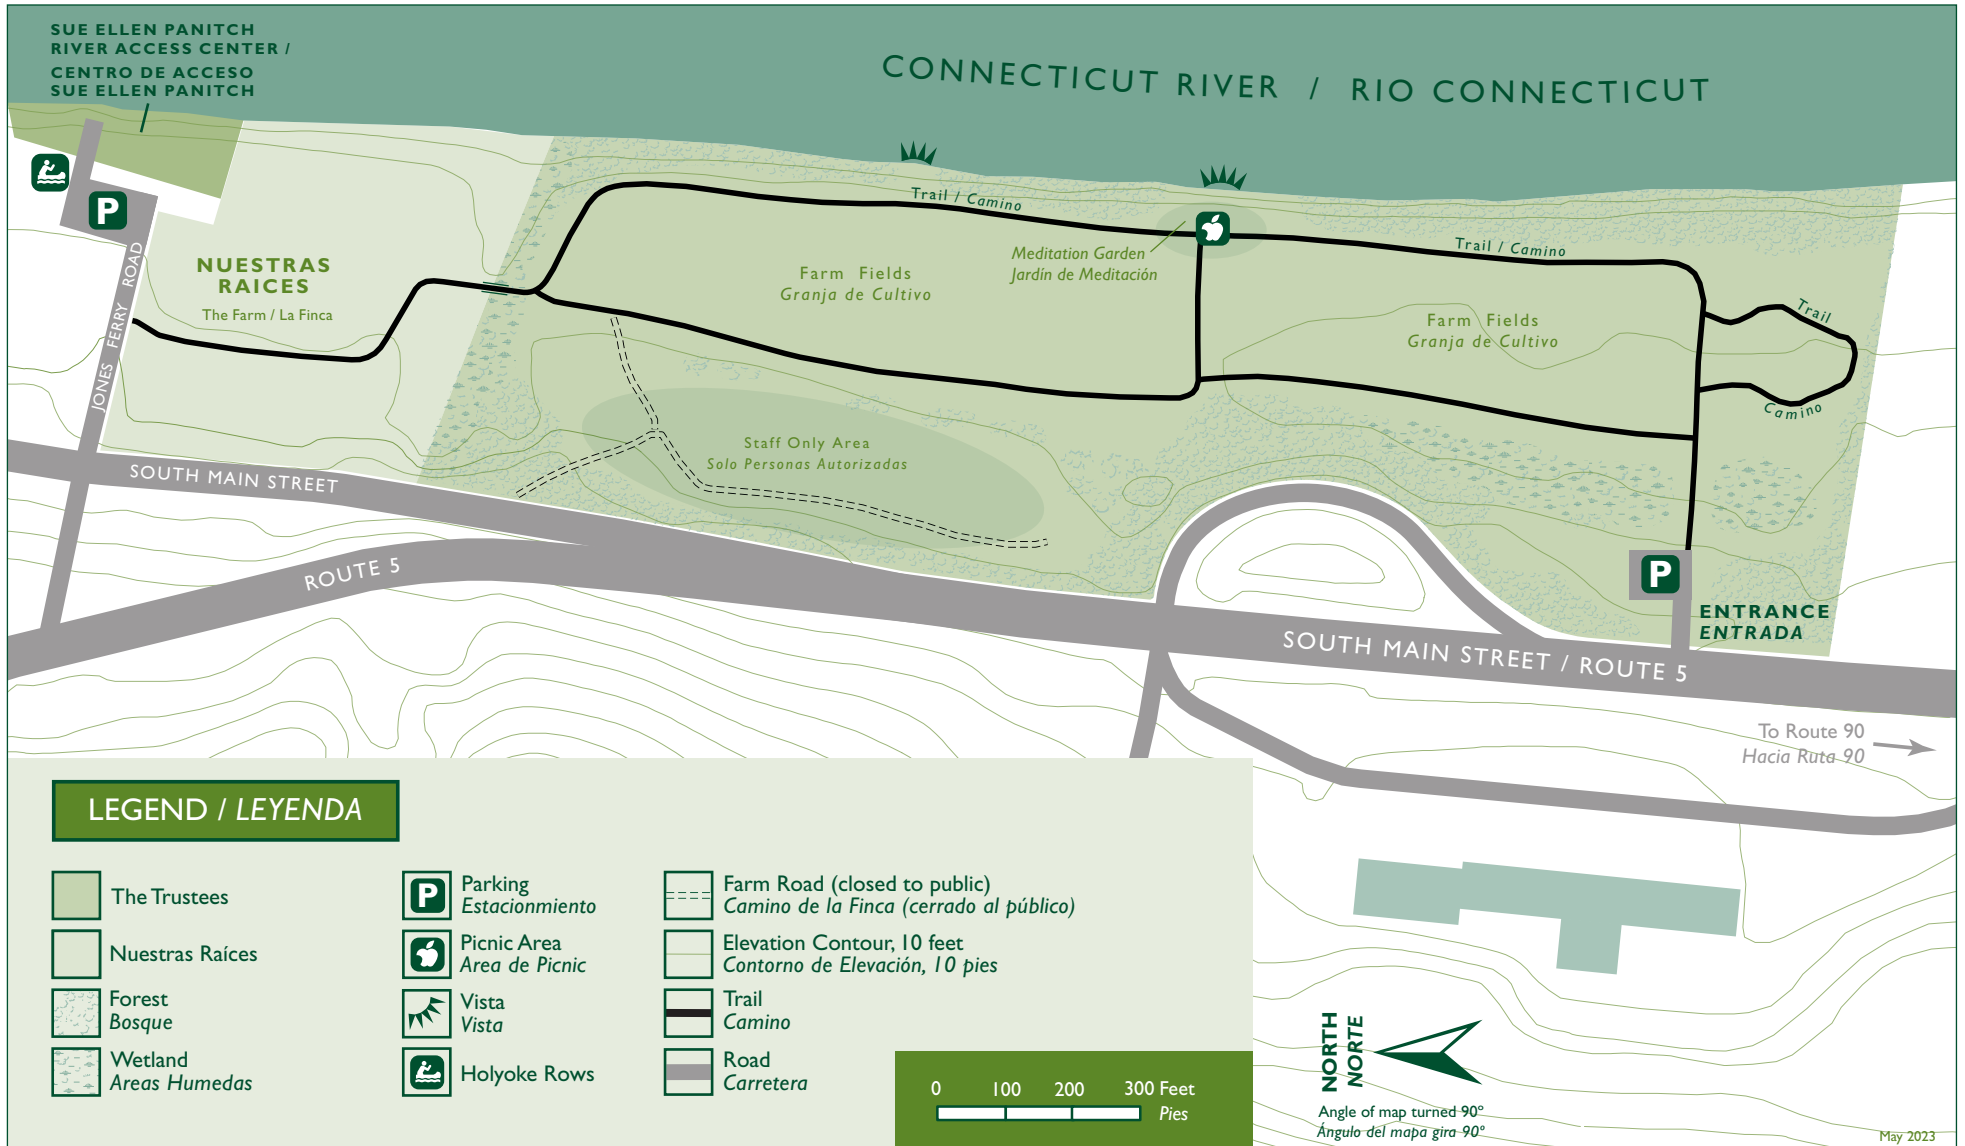 SUE ELLEN PANITCH
RIVER ACCESS CENTER /
CENTRO DE ACCESO
SUE ELLEN PANITCH
CONNECTICUT RIVER / RIO CONNECTICUT
P
JONES FERRY ROAD
NUESTRAS
RAICES
The Farm / La Finca
Trail / Camino
Meditation Garden
Jardín de Meditación
Trail / Camino
Farm Fields
Granja de Cultivo
Farm Fields
Granja de Cultivo
Trail
Camino
Staff Only Area
Solo Personas Autorizadas
SOUTH MAIN STREET
ROUTE 5
P
ENTRANCE
ENTRADA
SOUTH MAIN STREET / ROUTE 5
To Route 90
Hacia Ruta 90
LEGEND / LEYENDA
The Trustees
Nuestras Raíces
Forest
Bosque
Wetland
Areas Humedas
P
Parking
Estacionmiento
Picnic Area
Area de Picnic
Vista
Vista
Holyoke Rows
Farm Road (closed to public)
Camino de la Finca (cerrado al público)
Elevation Contour, 10 feet
Contorno de Elevación, 10 pies
Trail
Camino
Road
Carretera
0 100 200 300 Feet
Pies
NORTH
NORTE
Angle of map turned 90º
Ángulo del mapa gira 90º
May 2023